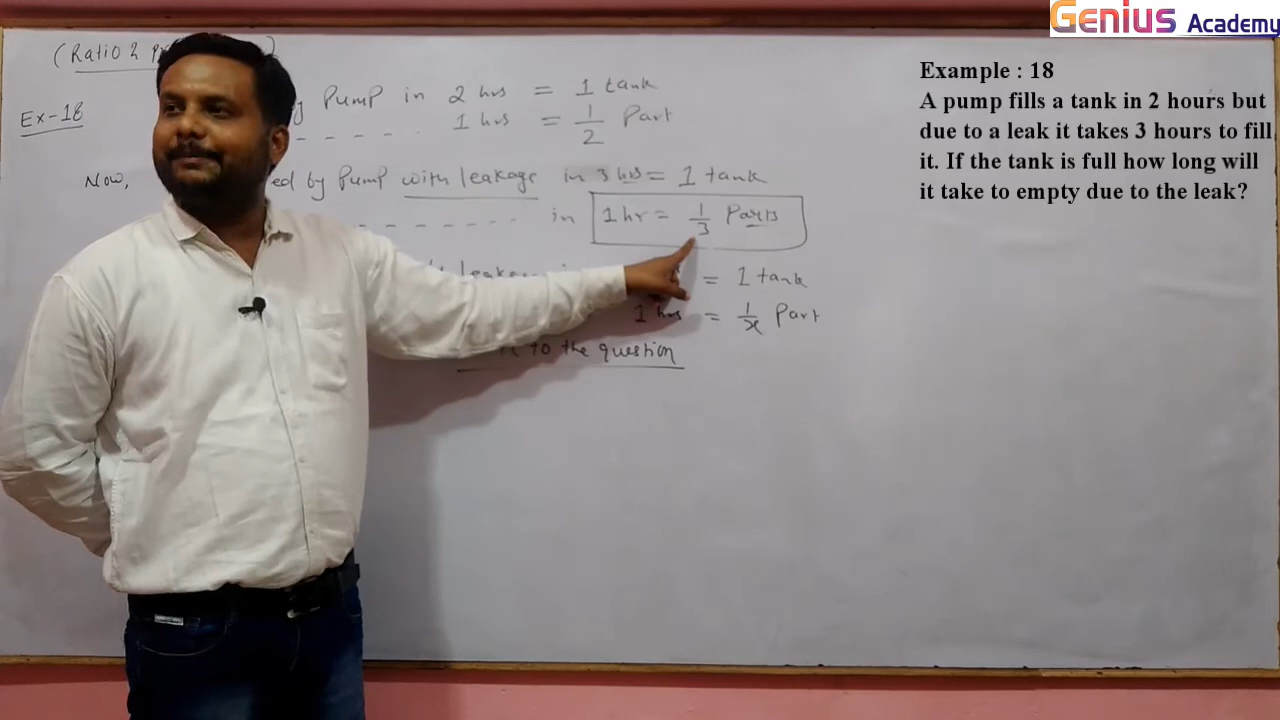 Genius Academy
Example : 18
A pump fills a tank in 2 hours but
due to a leak it takes 3 hours to fill
it. If the tank is full how long will
it take to empty due to the leak?
(Ratio &
Ex-18
Pump in 2 hrs = 1 tank
1 hrs = 1/2 Part
Now, by Pump with leakage in 3 hrs = 1 tank
in 1 hr = 1/3 Parts
= 1 tank
1 hrs = 1/x Part
to the question